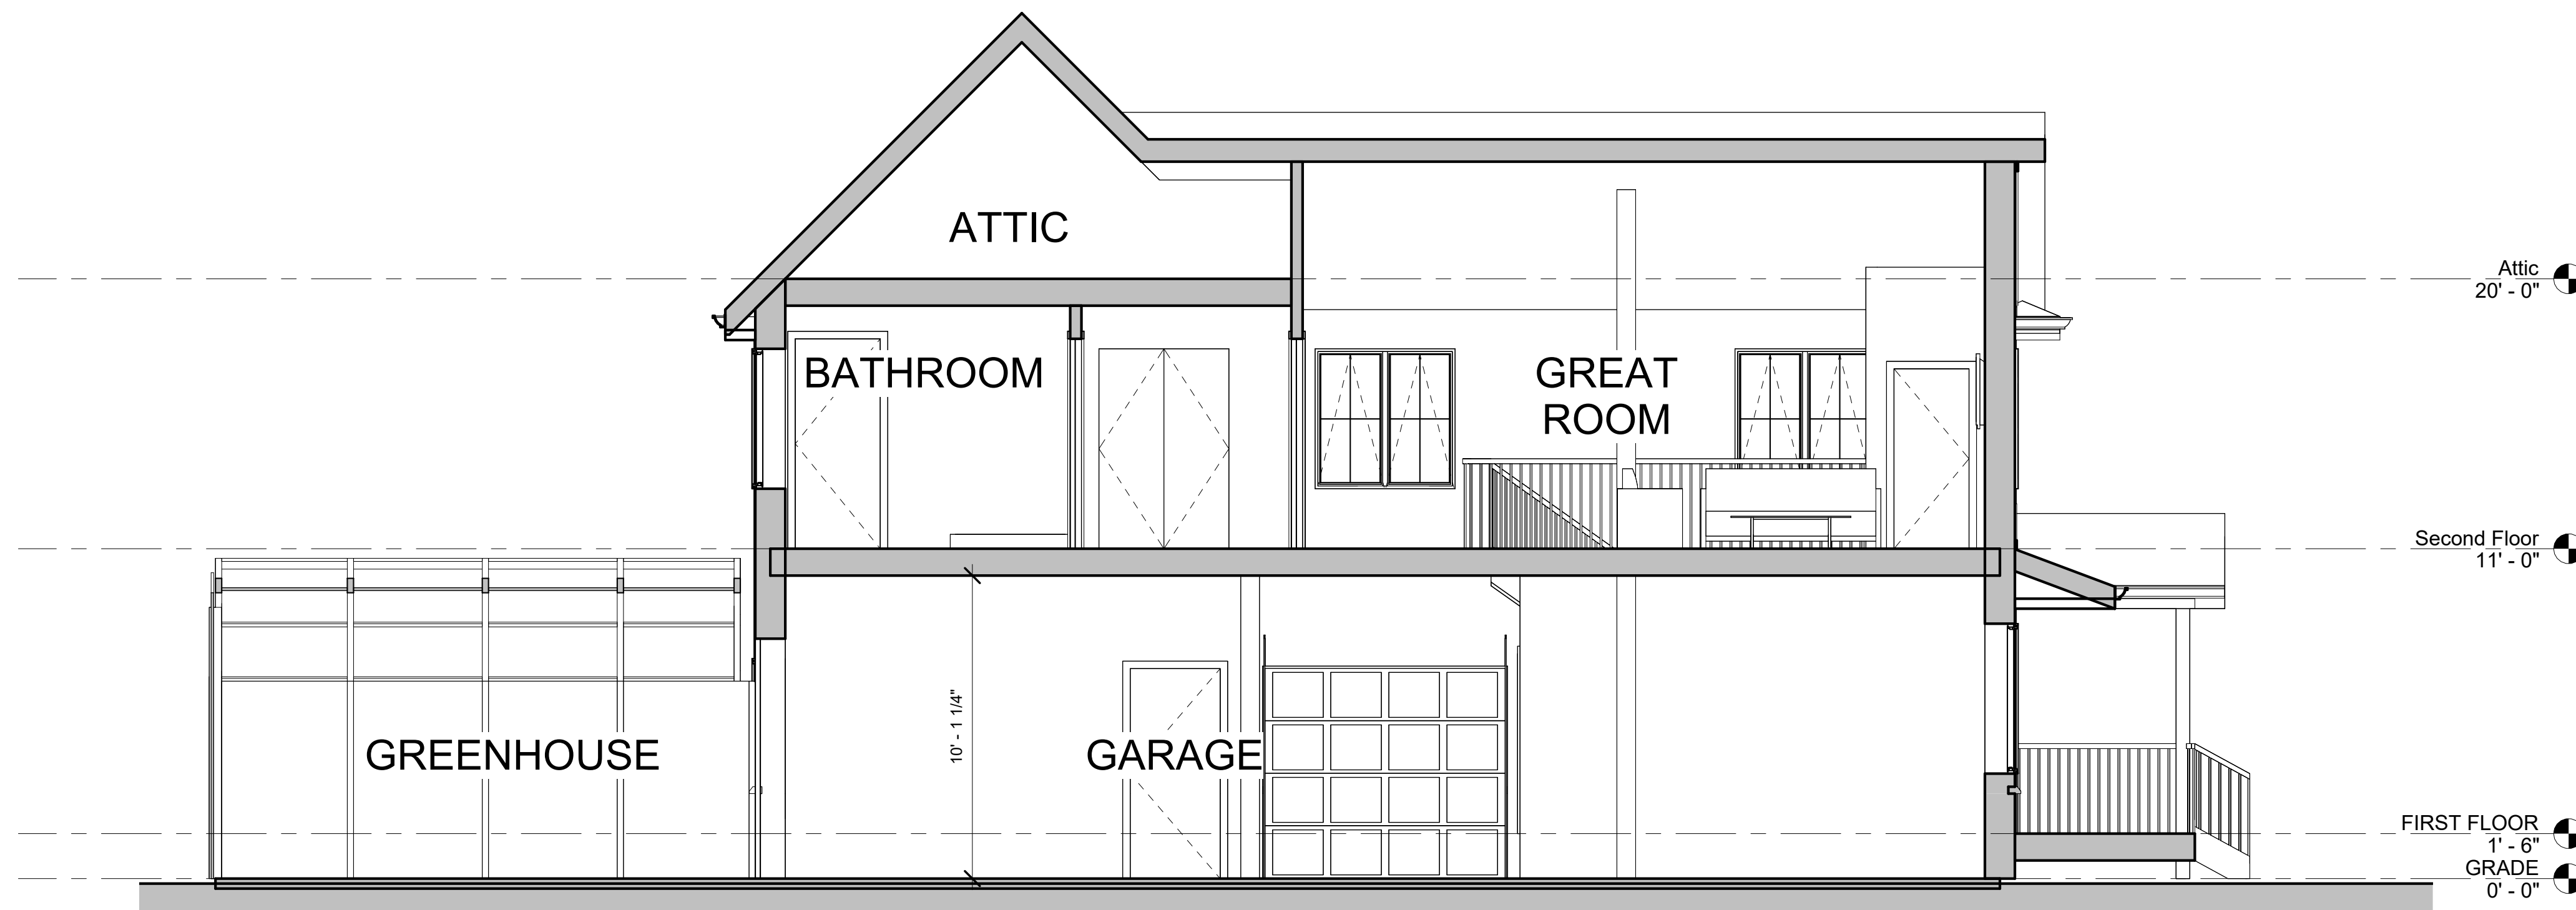 ATTIC
Attic
20' - 0"
BATHROOM
GREAT
ROOM
Second Floor
11' - 0"
10' - 1 1/4"
GREENHOUSE
GARAGE
FIRST FLOOR
1' - 6"
GRADE
0' - 0"